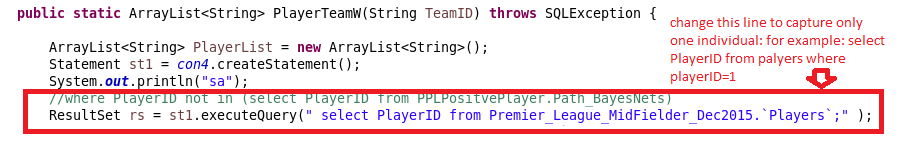 public static ArrayList<String> PlayerTeamW(String TeamID) throws SQLException {
change this line to capture only
one individual: for example: select
PlayerID from palyers where
playerID=1
ArrayList<String> PlayerList = new ArrayList<String>();
Statement st1 = con4.createStatement();
System.out.println("sa");
//where PlayerID not in (select PlayerID from PPLPositvePlayer.Path_BayesNets)
ResultSet rs = st1.executeQuery(" select PlayerID from Premier_League_MidFielder_Dec2015.`Players`;" );